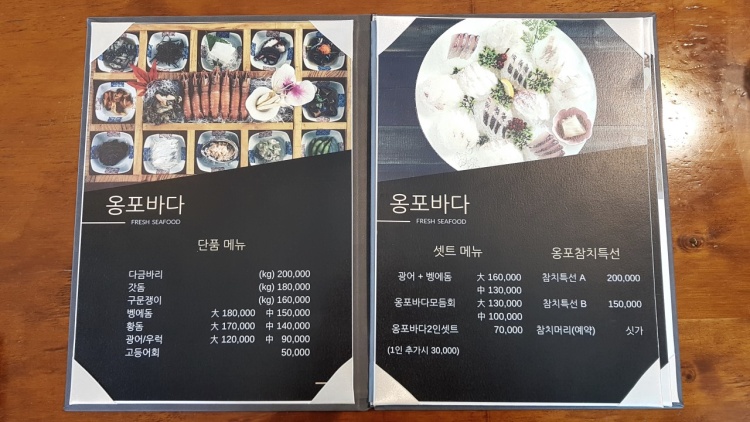 옹포바다
FRESH SEAFOOD
단품 메뉴
다금바리 (kg) 200,000
갓돔 (kg) 180,000
구문쟁이 (kg) 160,000
벵에돔 大 180,000 中 150,000
황돔 大 170,000 中 140,000
광어/우럭 大 120,000 中 90,000
고등어회 50,000
옹포바다
FRESH SEAFOOD
셋트 메뉴
광어 + 벵에돔 大 160,000
中 130,000
옹포바다모듬회 大 130,000
中 100,000
옹포바다2인셋트 70,000
(1인 추가시 30,000)
옹포참치특선
참치특선 A 200,000
참치특선 B 150,000
참치머리(예약) 싯가